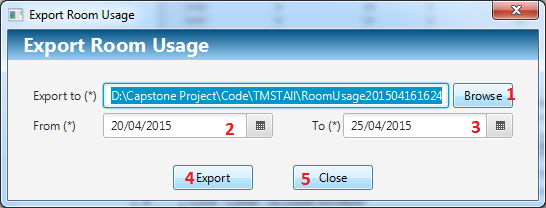 Export Room Usage
Export Room Usage
Export to (*) D:\Capstone Project\Code\TMSTAll\RoomUsage201504161624 Browse 1
From (*) 20/04/2015 2 To (*) 25/04/2015 3
4 Export 5 Close